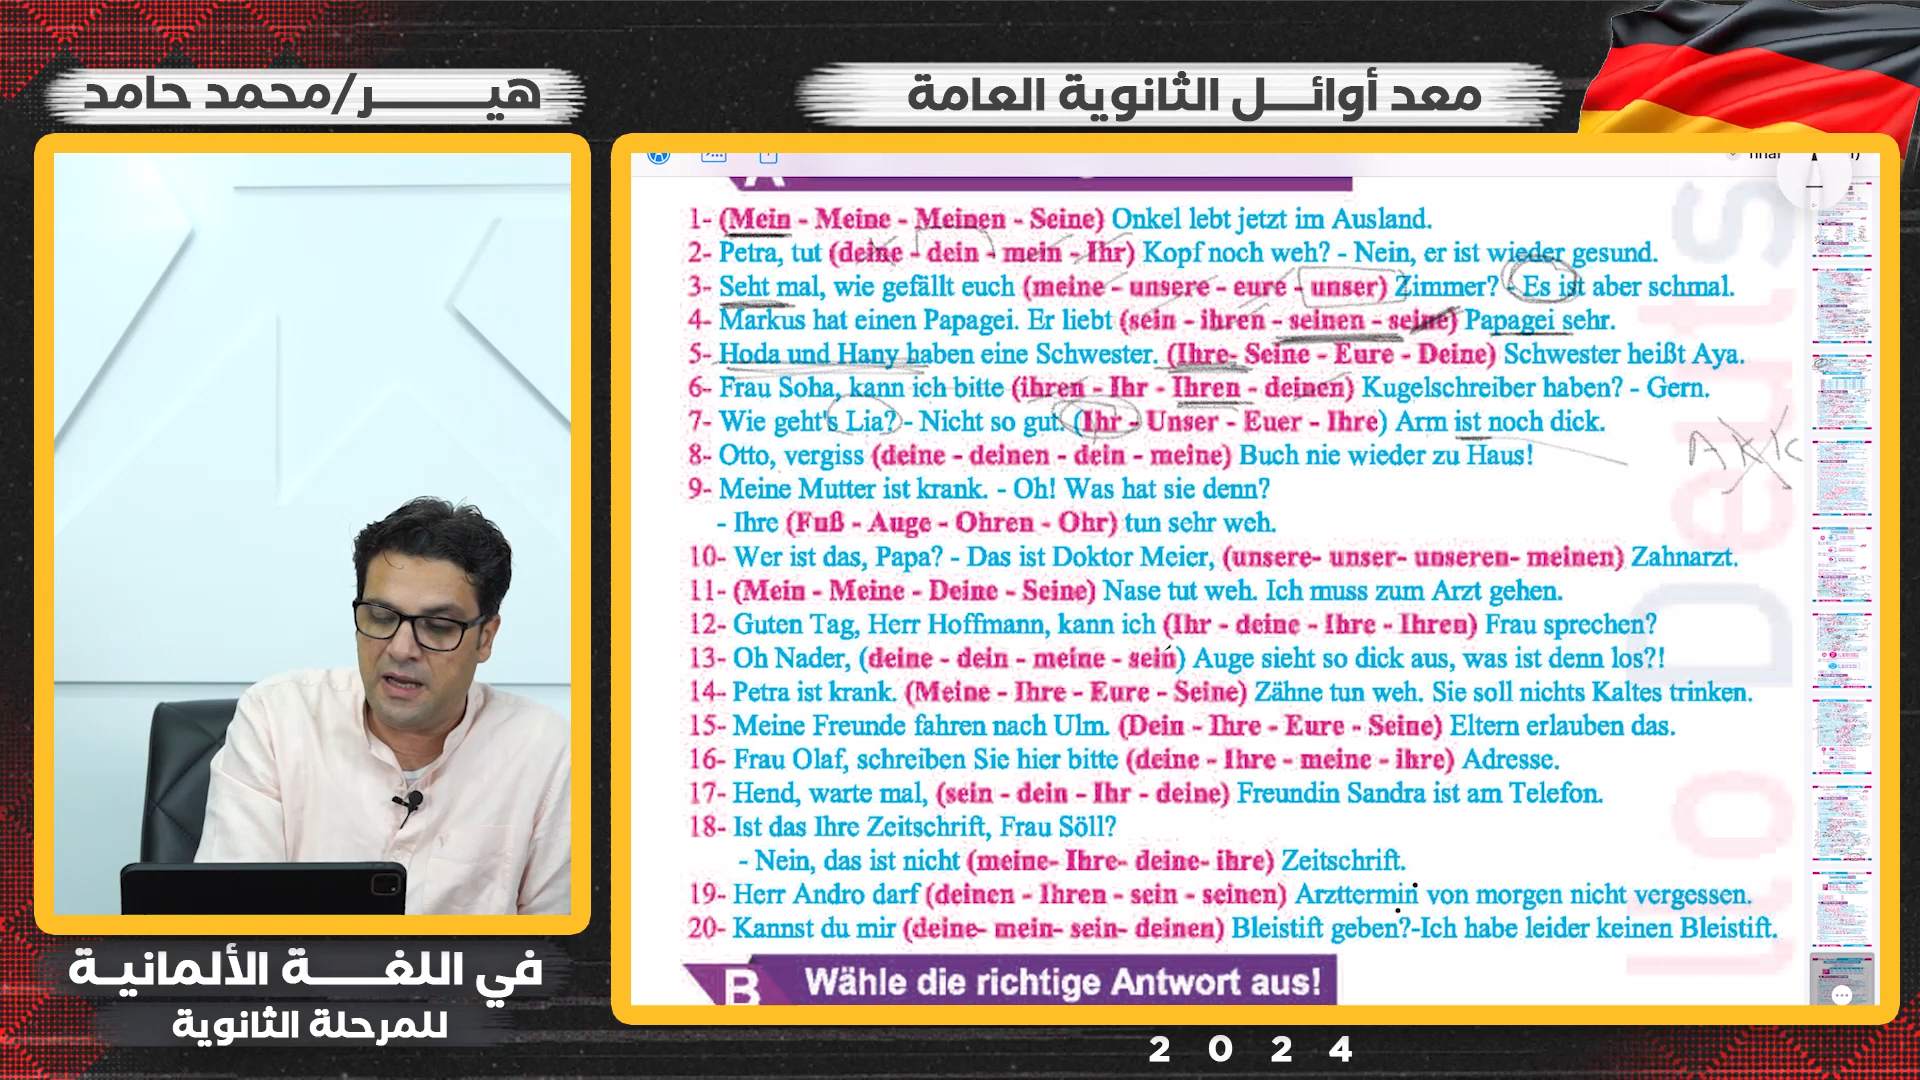 هيـــــر/محمد حامد
معد أوائـــل الثانوية العامة
1- (Mein - Meine - Meinen - Seine) Onkel lebt jetzt im Ausland.
2- Petra, tut (deine - dein - mein - Ihr) Kopf noch weh? - Nein, er ist wieder gesund.
3- Seht mal, wie gefällt euch (meine - unsere - eure - unser) Zimmer? - Es ist aber schmal.
4- Markus hat einen Papagei. Er liebt (sein - ihren - seinen - seine) Papagei sehr.
5- Hoda und Hany haben eine Schwester. (Ihre- Seine - Eure - Deine) Schwester heißt Aya.
6- Frau Soha, kann ich bitte (ihren - Ihr - Ihren - deinen) Kugelschreiber haben? - Gern.
7- Wie geht's Lia? - Nicht so gut. (Ihr - Unser - Euer - Ihre) Arm ist noch dick.
AKK
8- Otto, vergiss (deine - deinen - dein - meine) Buch nie wieder zu Haus!
9- Meine Mutter ist krank. - Oh! Was hat sie denn?
- Ihre (Fuß - Auge - Ohren - Ohr) tun sehr weh.
10- Wer ist das, Papa? - Das ist Doktor Meier, (unsere- unser- unseren- meinen) Zahnarzt.
11- (Mein - Meine - Deine - Seine) Nase tut weh. Ich muss zum Arzt gehen.
12- Guten Tag, Herr Hoffmann, kann ich (Ihr - deine - Ihre - Ihren) Frau sprechen?
13- Oh Nader, (deine - dein - meine - sein) Auge sieht so dick aus, was ist denn los?!
14- Petra ist krank. (Meine - Ihre - Eure - Seine) Zähne tun weh. Sie soll nichts Kaltes trinken.
15- Meine Freunde fahren nach Ulm. (Dein - Ihre - Eure - Seine) Eltern erlauben das.
16- Frau Olaf, schreiben Sie hier bitte (deine - Ihre - meine - ihre) Adresse.
17- Hend, warte mal, (sein - dein - Ihr - deine) Freundin Sandra ist am Telefon.
18- Ist das Ihre Zeitschrift, Frau Söll?
- Nein, das ist nicht (meine- Ihre- deine- ihre) Zeitschrift.
19- Herr Andro darf (deinen - Ihren - sein - seinen) Arzttermin von morgen nicht vergessen.
20- Kannst du mir (deine- mein- sein- deinen) Bleistift geben?-Ich habe leider keinen Bleistift.
B Wähle die richtige Antwort aus!
في اللغـــــة الألمانيـة
للمرحلة الثانوية
2024